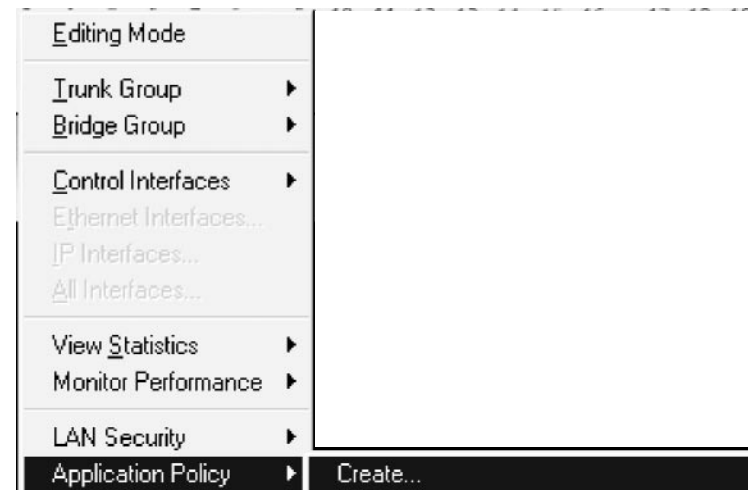 Editing Mode
Trunk Group
Bridge Group
Control Interfaces
Ethernet Interfaces...
IP Interfaces...
All Interfaces...
View Statistics
Monitor Performance
LAN Security
Application Policy
Create...